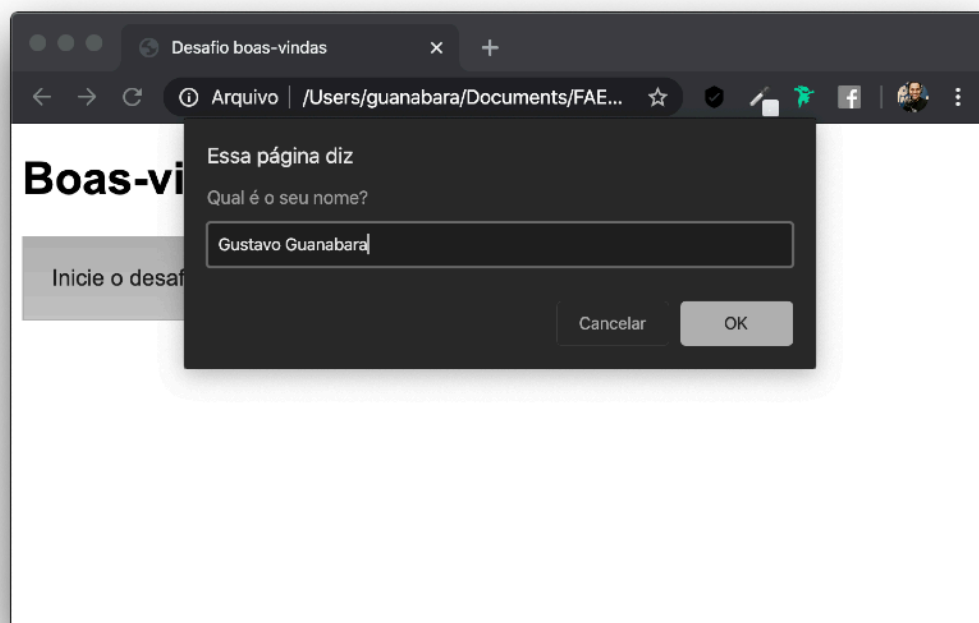 Desafio boas-vindas
Arquivo | /Users/guanabara/Documents/FAE...
Essa página diz
Boas-vi
Qual é o seu nome?
Gustavo Guanabara
Inicie o desaf
Cancelar
OK